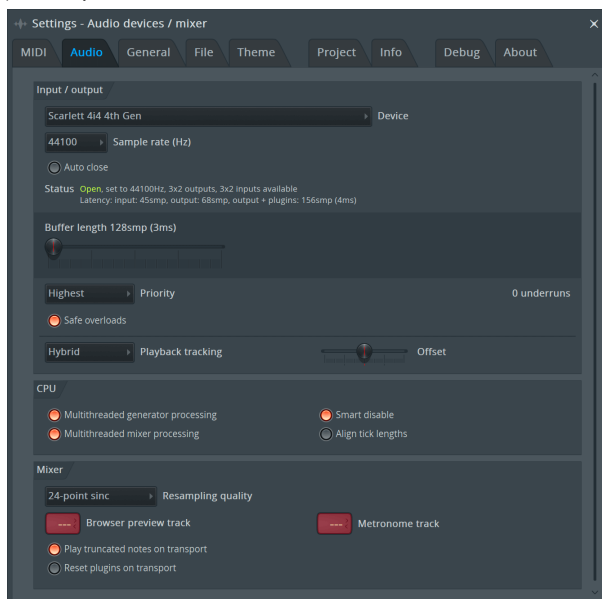 Settings - Audio devices / mixer
MIDI Audio General File Theme Project Info Debug About
Input / output
Scarlett 4i4 4th Gen Device
44100 Sample rate (Hz)
Auto close
Status Open, set to 44100Hz, 3x2 outputs, 3x2 inputs available
Latency: input: 45smp, output: 68smp, output + plugins: 156smp (4ms)
Buffer length 128smp (3ms)
Highest Priority 0 underruns
Safe overloads
Hybrid Playback tracking Offset
CPU
Multithreaded generator processing Smart disable
Multithreaded mixer processing Align tick lengths
Mixer
24-point sinc Resampling quality
--- Browser preview track --- Metronome track
Play truncated notes on transport
Reset plugins on transport